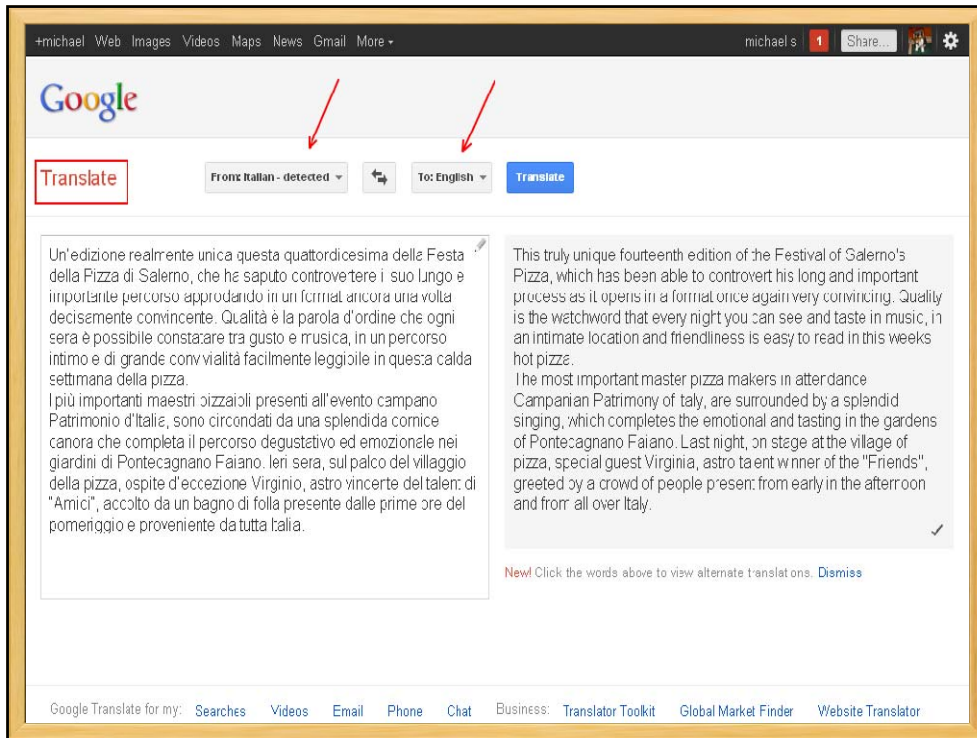 +michael Web Images Videos Maps News Gmail More
michael s 1 Share...
Google
Translate
From: Italian - detected
To: English
Translate
Un'edizione realmente unica questa quattordicesima della Festa
della Pizza di Salerno, che ha saputo controvertere il suo lungo e
importante percorso approdando in un format ancora una volta
decisamente convincente. Qualità è la parola d'ordine che ogni
sera è possibile constatare tra gusto e musica, in un percorso
intimo e di grande convivialità facilmente leggibile in questa calda
settimana della pizza.
I più importanti maestri pizzaioli presenti all'evento campano
Patrimonio d'Italia, sono circondati da una splendida cornice
canora che completa il percorso degustativo ed emozionale nei
giardini di Pontecagnano Faiano. Ieri sera, sul palco del villaggio
della pizza, ospite d'eccezione Virginio, astro vincente del talent di
"Amici", accolto da un bagno di folla presente dalle prime ore del
pomeriggio e proveniente da tutta Italia.
This truly unique fourteenth edition of the Festival of Salerno's
Pizza, which has been able to controvert his long and important
process as it opens in a format once again very convincing. Quality
is the watchword that every night you can see and taste in music, in
an intimate location and friendliness is easy to read in this weeks
hot pizza.
The most important master pizza makers in attendance
Campanian Patrimony of Italy, are surrounded by a splendid
singing, which completes the emotional and tasting in the gardens
of Pontecagnano Faiano. Last night, on stage at the village of
pizza, special guest Virginia, astro talent winner of the "Friends",
greeted by a crowd of people present from early in the afternoon
and from all over Italy.
New! Click the words above to view alternate translations. Dismiss
Google Translate for my: Searches Videos Email Phone Chat Business: Translator Toolkit Global Market Finder Website Translator